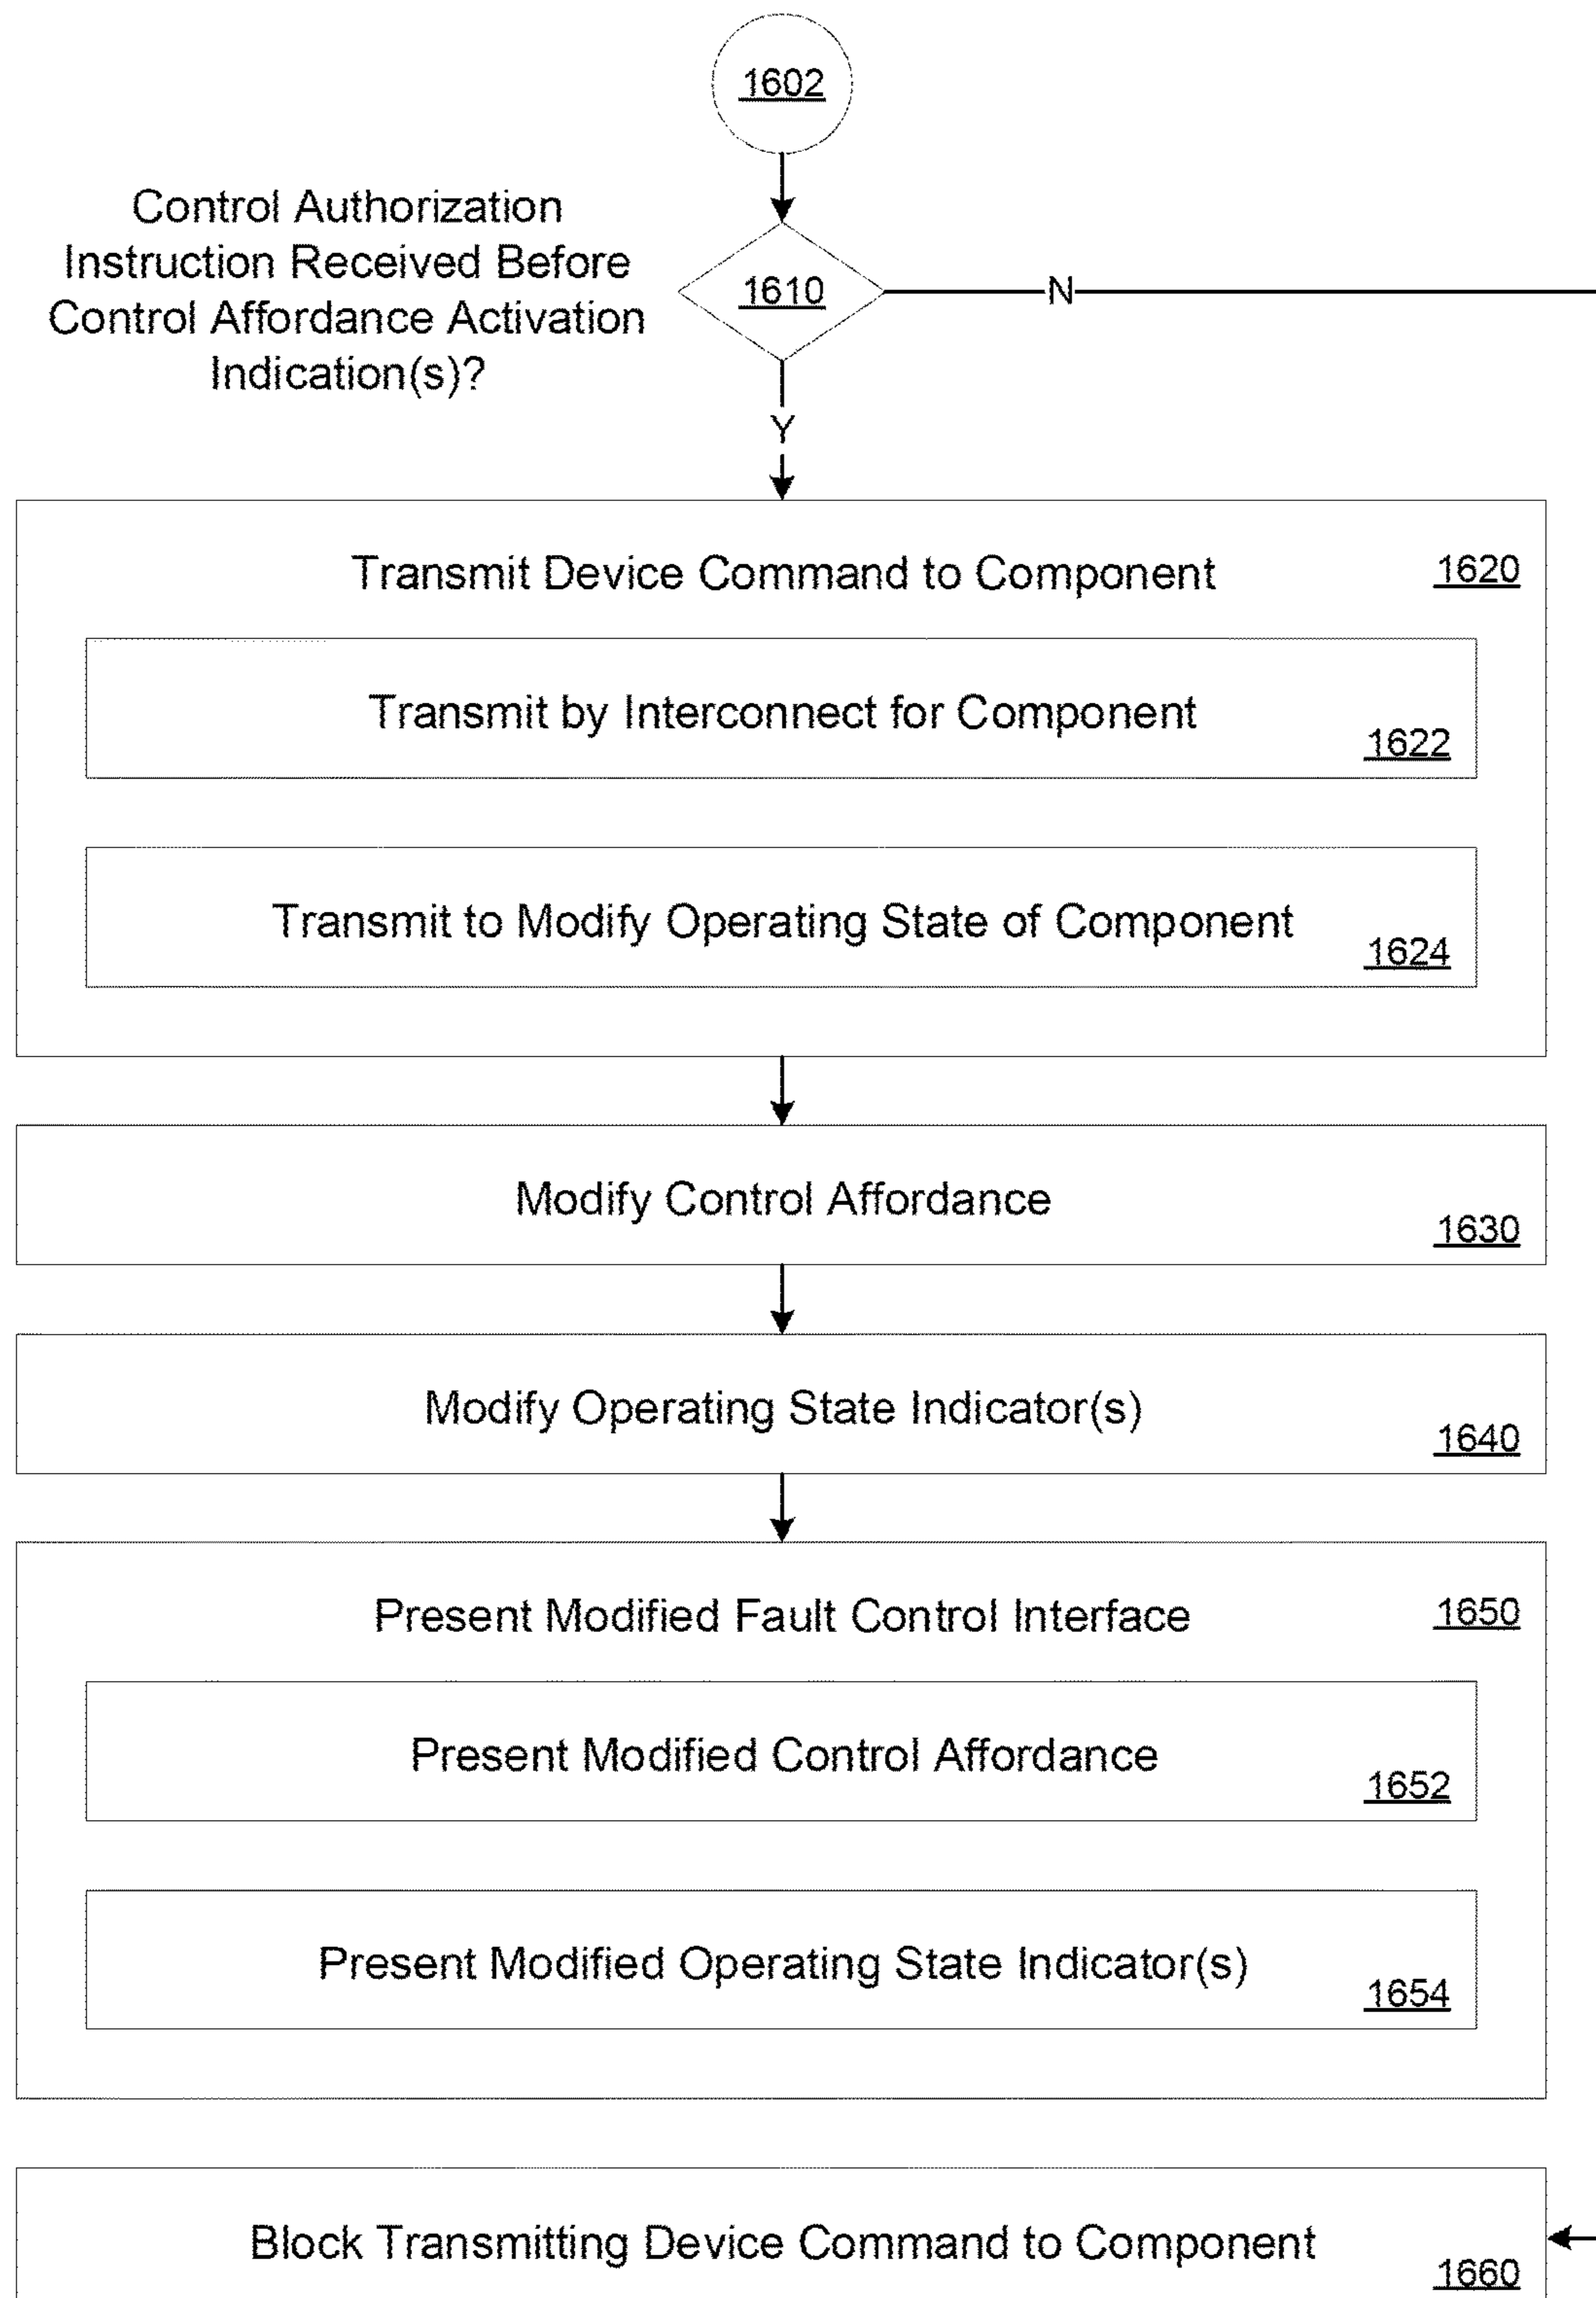 1602
Control Authorization
Instruction Received Before
Control Affordance Activation
Indication(s)?
1610
N
Y
Transmit Device Command to Component
1620
Transmit by Interconnect for Component
1622
Transmit to Modify Operating State of Component
1624
Modify Control Affordance
1630
Modify Operating State Indicator(s)
1640
Present Modified Fault Control Interface
1650
Present Modified Control Affordance
1652
Present Modified Operating State Indicator(s)
1654
Block Transmitting Device Command to Component
1660